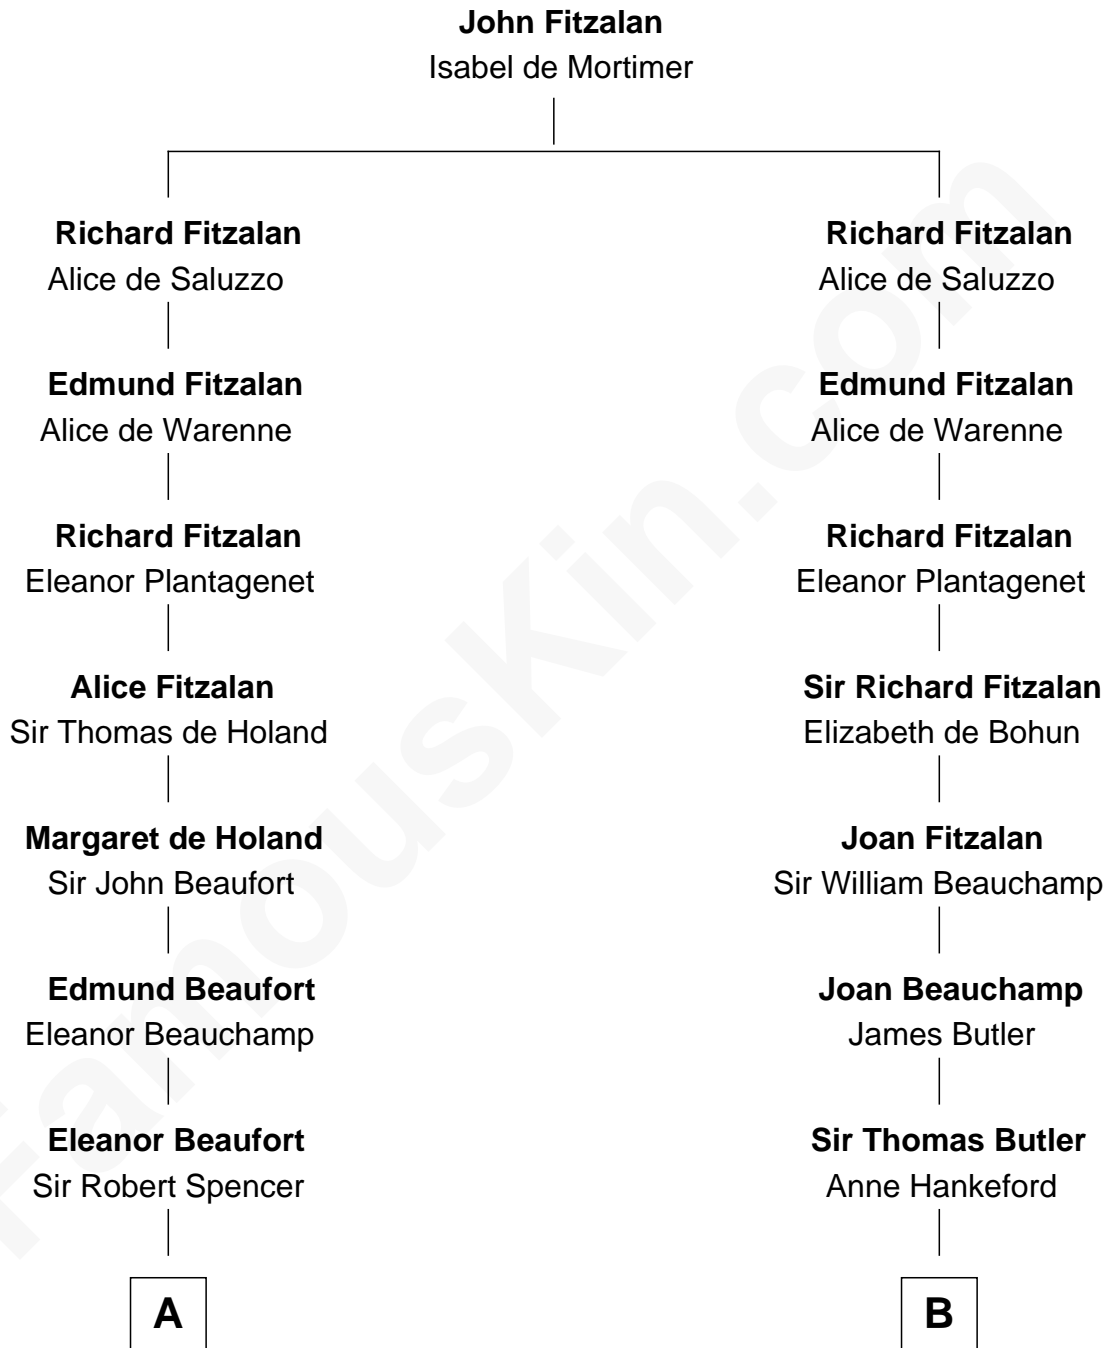 John Fitzalan
Isabel de Mortimer
Richard Fitzalan
Alice de Saluzzo
Richard Fitzalan
Alice de Saluzzo
Edmund Fitzalan
Alice de Warenne
Edmund Fitzalan
Alice de Warenne
Richard Fitzalan
Eleanor Plantagenet
Richard Fitzalan
Eleanor Plantagenet
Alice Fitzalan
Sir Thomas de Holand
Sir Richard Fitzalan
Elizabeth de Bohun
Margaret de Holand
Sir John Beaufort
Joan Fitzalan
Sir William Beauchamp
Edmund Beaufort
Eleanor Beauchamp
Joan Beauchamp
James Butler
Eleanor Beaufort
Sir Robert Spencer
Sir Thomas Butler
Anne Hankeford
A
B
FamousKin.com